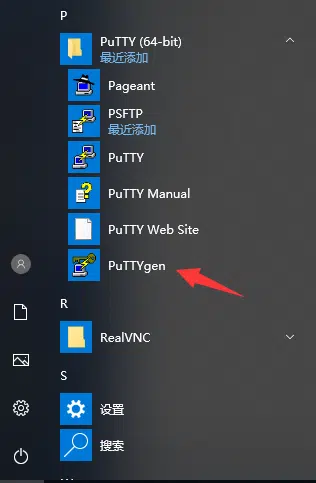 P
PuTTY (64-bit)
最近添加
Pageant
PSFTP
最近添加
PuTTY
PuTTY Manual
PuTTY Web Site
PuTTYgen
R
RealVNC
S
设置
搜索